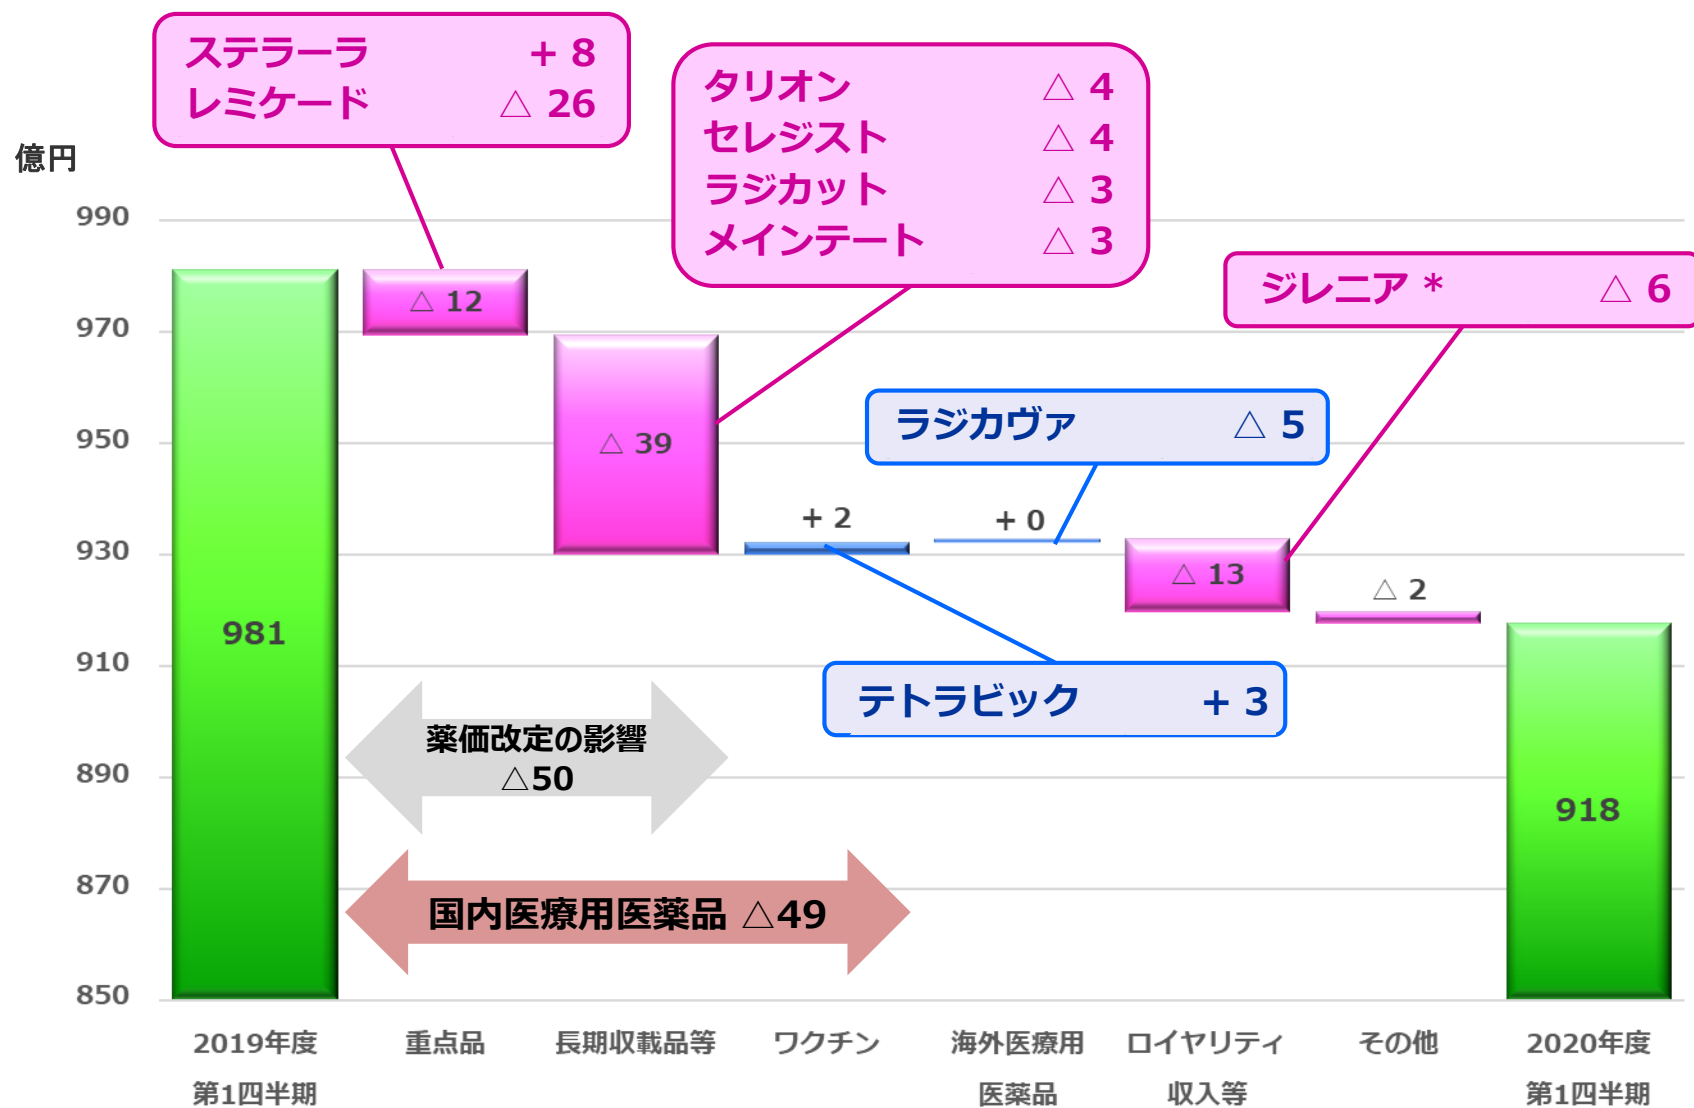 ステラーラ + 8
レミケード △ 26
タリオン △ 4
セレジスト △ 4
ラジカット △ 3
メインテート △ 3
億円
ジレニア * △ 6
ラジカヴァ △ 5
テトラビック + 3
990
970
950
930
910
890
870
850
981
△ 12
△ 39
+ 2
+ 0
△ 13
△ 2
918
薬価改定の影響
△50
国内医療用医薬品 △49
2019年度
第1四半期
重点品
長期収載品等
ワクチン
海外医療用
医薬品
ロイヤリティ
収入等
その他
2020年度
第1四半期